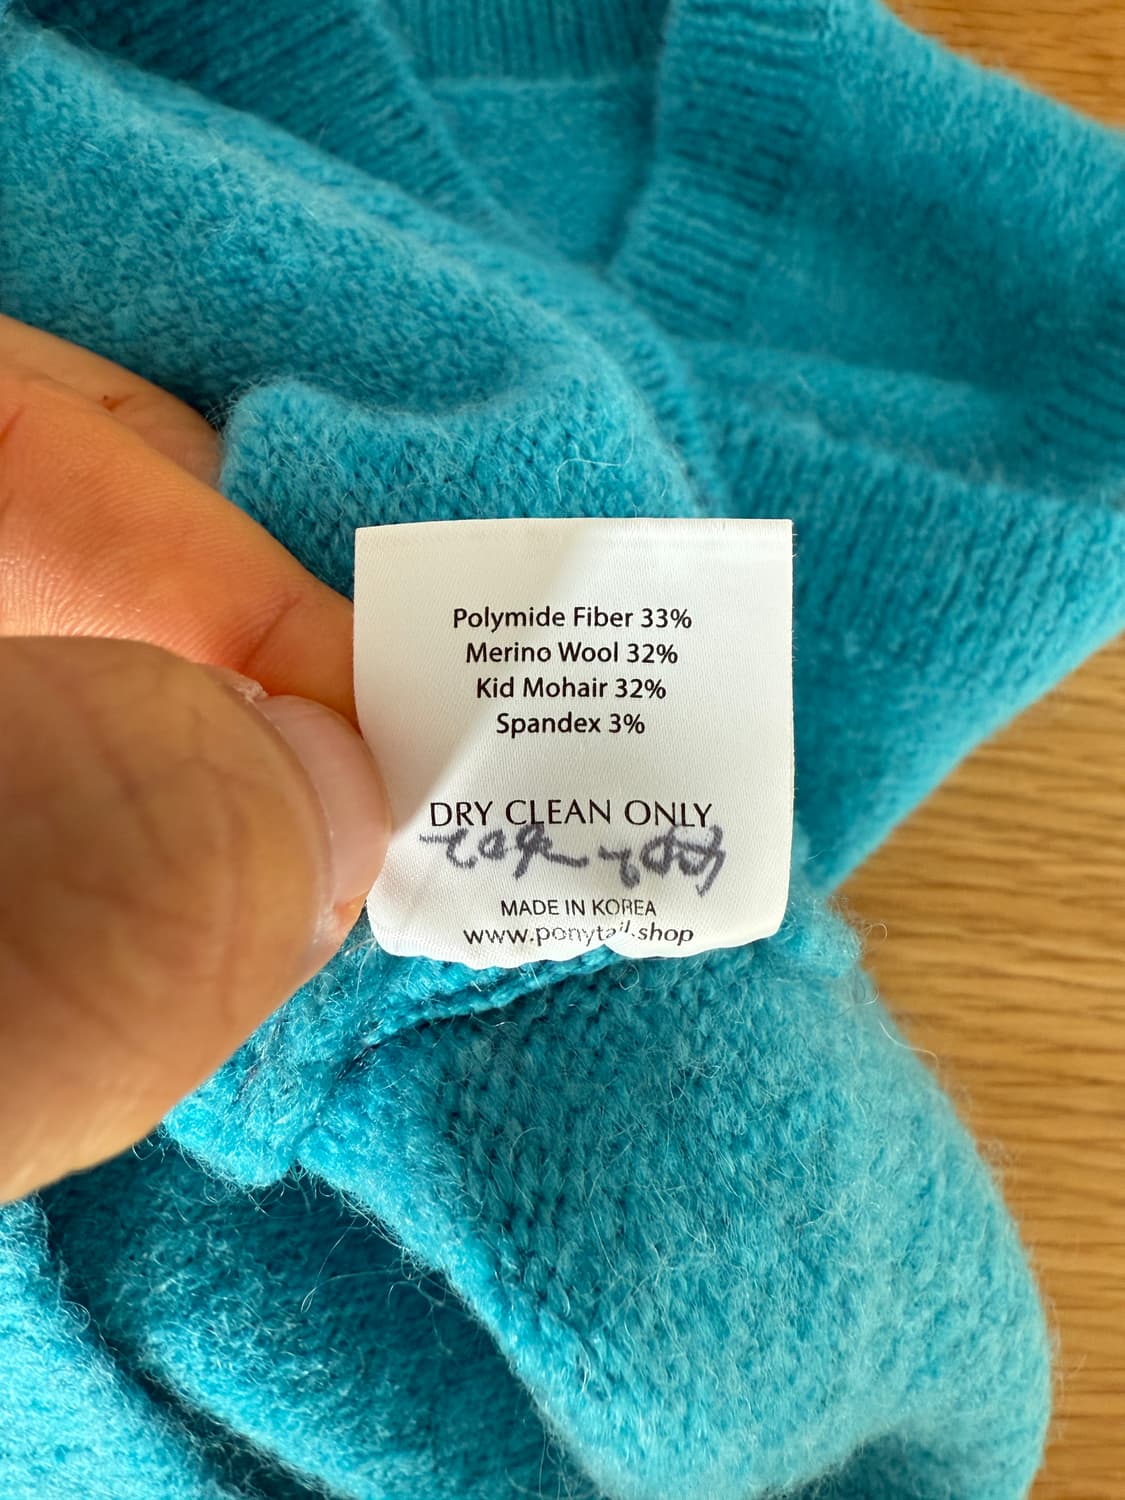 Polymide Fiber 33%
Merino Wool 32%
Kid Mohair 32%
Spandex 3%
DRY CLEAN ONLY
MADE IN KOREA
www.ponytail.shop